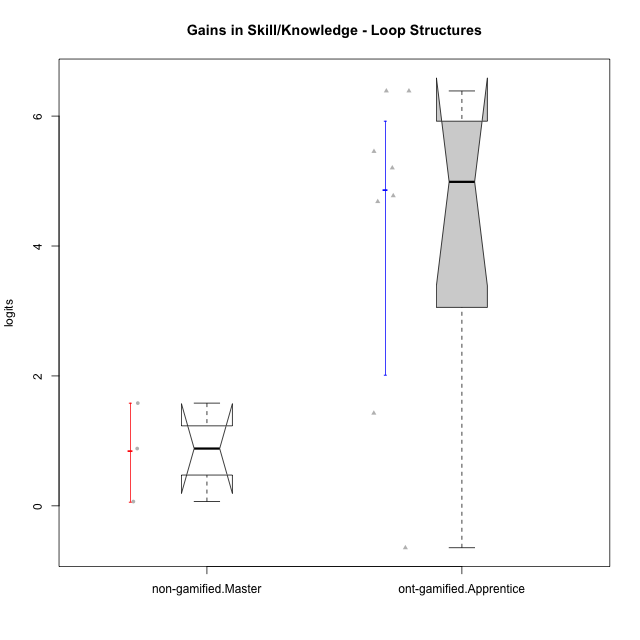 Gains in Skill/Knowledge - Loop Structures
logits
6
4
2
0
non-gamified.Master
ont-gamified.Apprentice